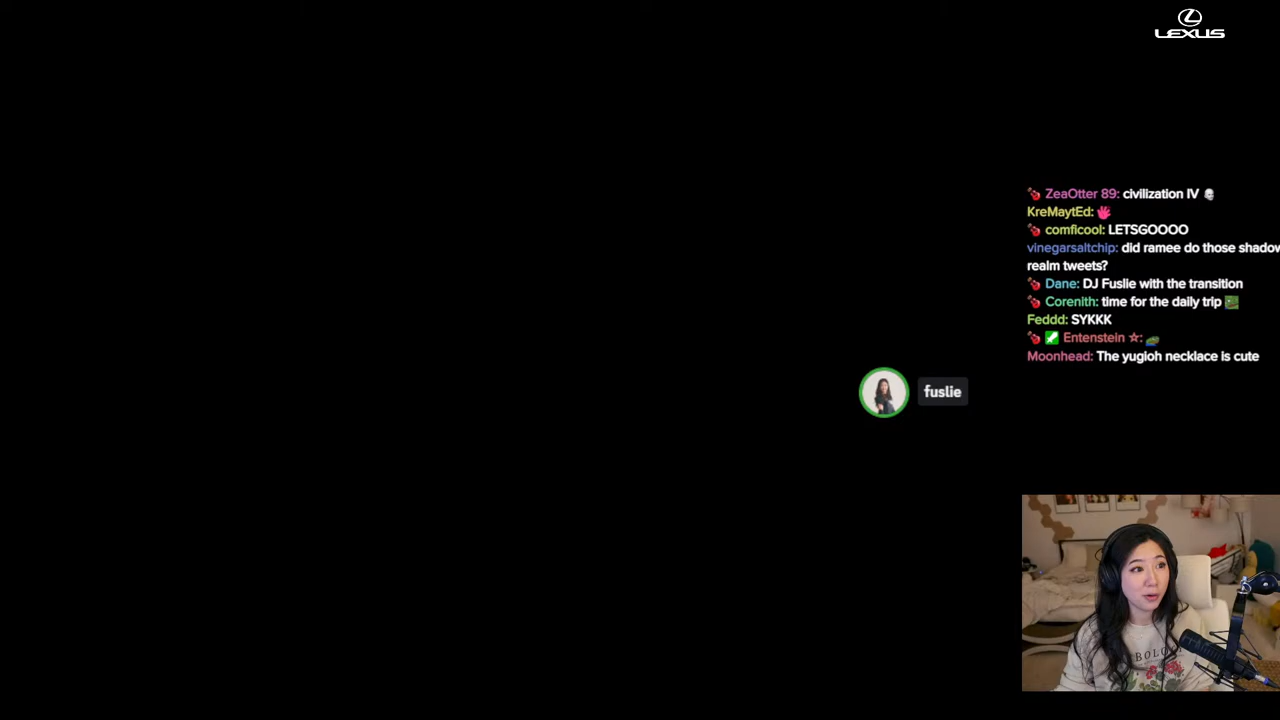 LEXUS
ZeaOtter 89: civilization IV
KreMaytEd:
comficool: LETSGOOOO
vinegarsaltchip: did ramee do those shadow
realm tweets?
Dane: DJ Fuslie with the transition
Corenith: time for the daily trip
Feddd: SYKKK
Entenstein ☆:
Moonhead: The yugioh necklace is cute
fuslie